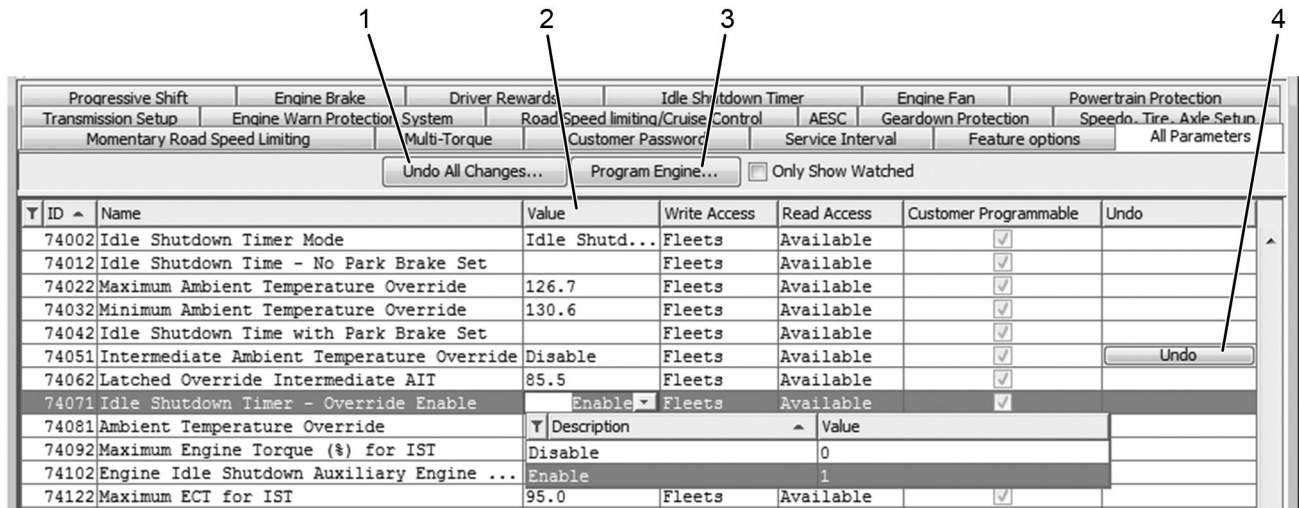 1 2 3 4
Progressive Shift Engine Brake Driver Rewards Idle Shutdown Timer Engine Fan Powertrain Protection
Transmission Setup Engine Warn Protection System Road Speed limiting/Cruise Control AESC Geardown Protection Speedo, Tire, Axle Setup
Momentary Road Speed Limiting Multi-Torque Customer Password Service Interval Feature options All Parameters
Undo All Changes... Program Engine... Only Show Watched
ID Name Value Write Access Read Access Customer Programmable Undo
74002 Idle Shutdown Timer Mode Idle Shutd... Fleets Available
74012 Idle Shutdown Time - No Park Brake Set Fleets Available
74022 Maximum Ambient Temperature Override 126.7 Fleets Available
74032 Minimum Ambient Temperature Override 130.6 Fleets Available
74042 Idle Shutdown Time with Park Brake Set Fleets Available
74051 Intermediate Ambient Temperature Override Disable Fleets Available Undo
74062 Latched Override Intermediate AIT 85.5 Fleets Available
74071 Idle Shutdown Timer - Override Enable Enable Fleets Available
74081 Ambient Temperature Override Description Value
74092 Maximum Engine Torque (%) for IST Disable 0
74102 Engine Idle Shutdown Auxiliary Engine ... Enable 1
74122 Maximum ECT for IST 95.0 Fleets Available